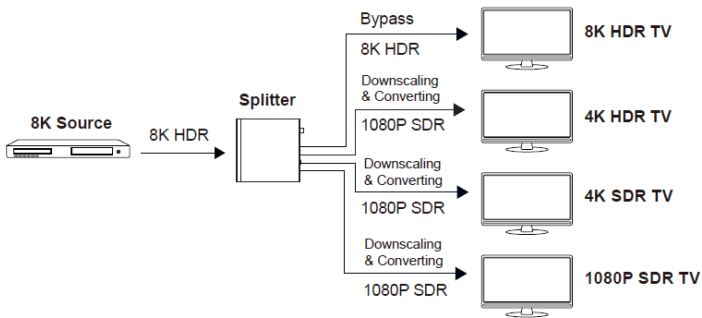 Bypass
8K HDR
8K HDR TV
Downscaling
& Converting
1080P SDR
4K HDR TV
Splitter
8K Source
8K HDR
Downscaling
& Converting
1080P SDR
4K SDR TV
Downscaling
& Converting
1080P SDR
1080P SDR TV